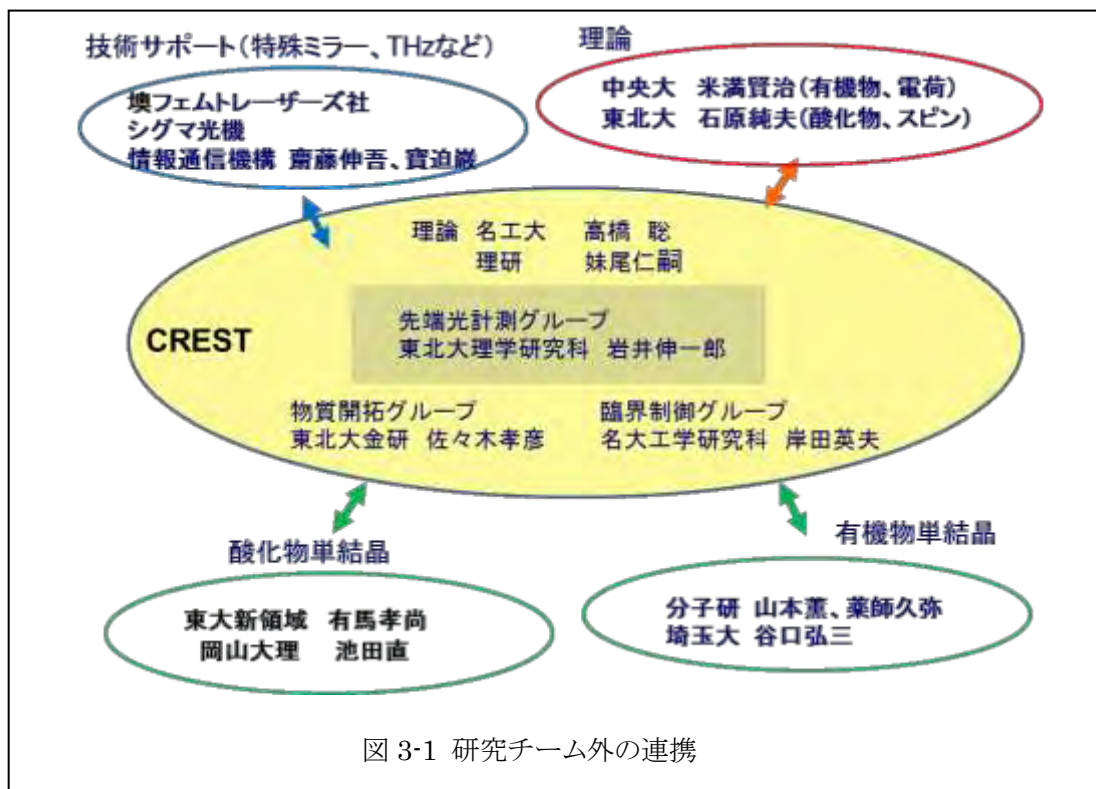 技術サポート(特殊ミラー、THzなど)
墺フェムトレーザーズ社
シグマ光機
情報通信機構 齋藤伸吾、寶迫巌
理論
中央大 米満賢治(有機物、電荷)
東北大 石原純夫(酸化物、スピン)
理論 名工大 高橋 聡
理研 妹尾仁嗣
CREST
先端光計測グループ
東北大理学研究科 岩井伸一郎
物質開拓グループ
東北大金研 佐々木孝彦
臨界制御グループ
名大工学研究科 岸田英夫
酸化物単結晶
東大新領域 有馬孝尚
岡山大理 池田直
有機物単結晶
分子研 山本薫、薬師久弥
埼玉大 谷口弘三
図 3-1 研究チーム外の連携